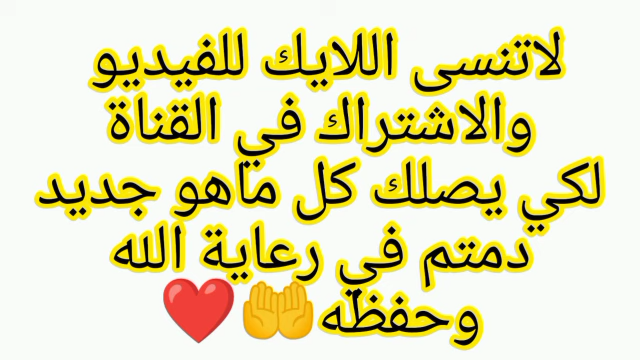 لاتنسى اللايك للفيديو
والاشتراك في القناة
لكي يصلك كل ماهو جديد
دمتم في رعاية الله
وحفظه🤲❤️